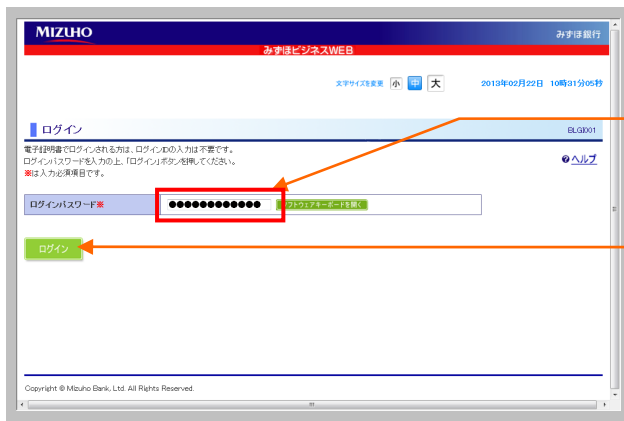 MIZUHO
みずほ銀行
みずほビジネスWEB
文字サイズを変更 小 中 大 2013年02月22日 10時31分05秒
ログイン
BLGI001
電子証明書でログインされる方は、ログインIDの入力は不要です。
ログインパスワードを入力の上、「ログイン」ボタンを押してください。
※は入力必須項目です。
ヘルプ
ログインパスワード※ ●●●●●●●●●●●● ソフトウェアキーボードを開く
ログイン
Copyright © Mizuho Bank, Ltd. All Rights Reserved.